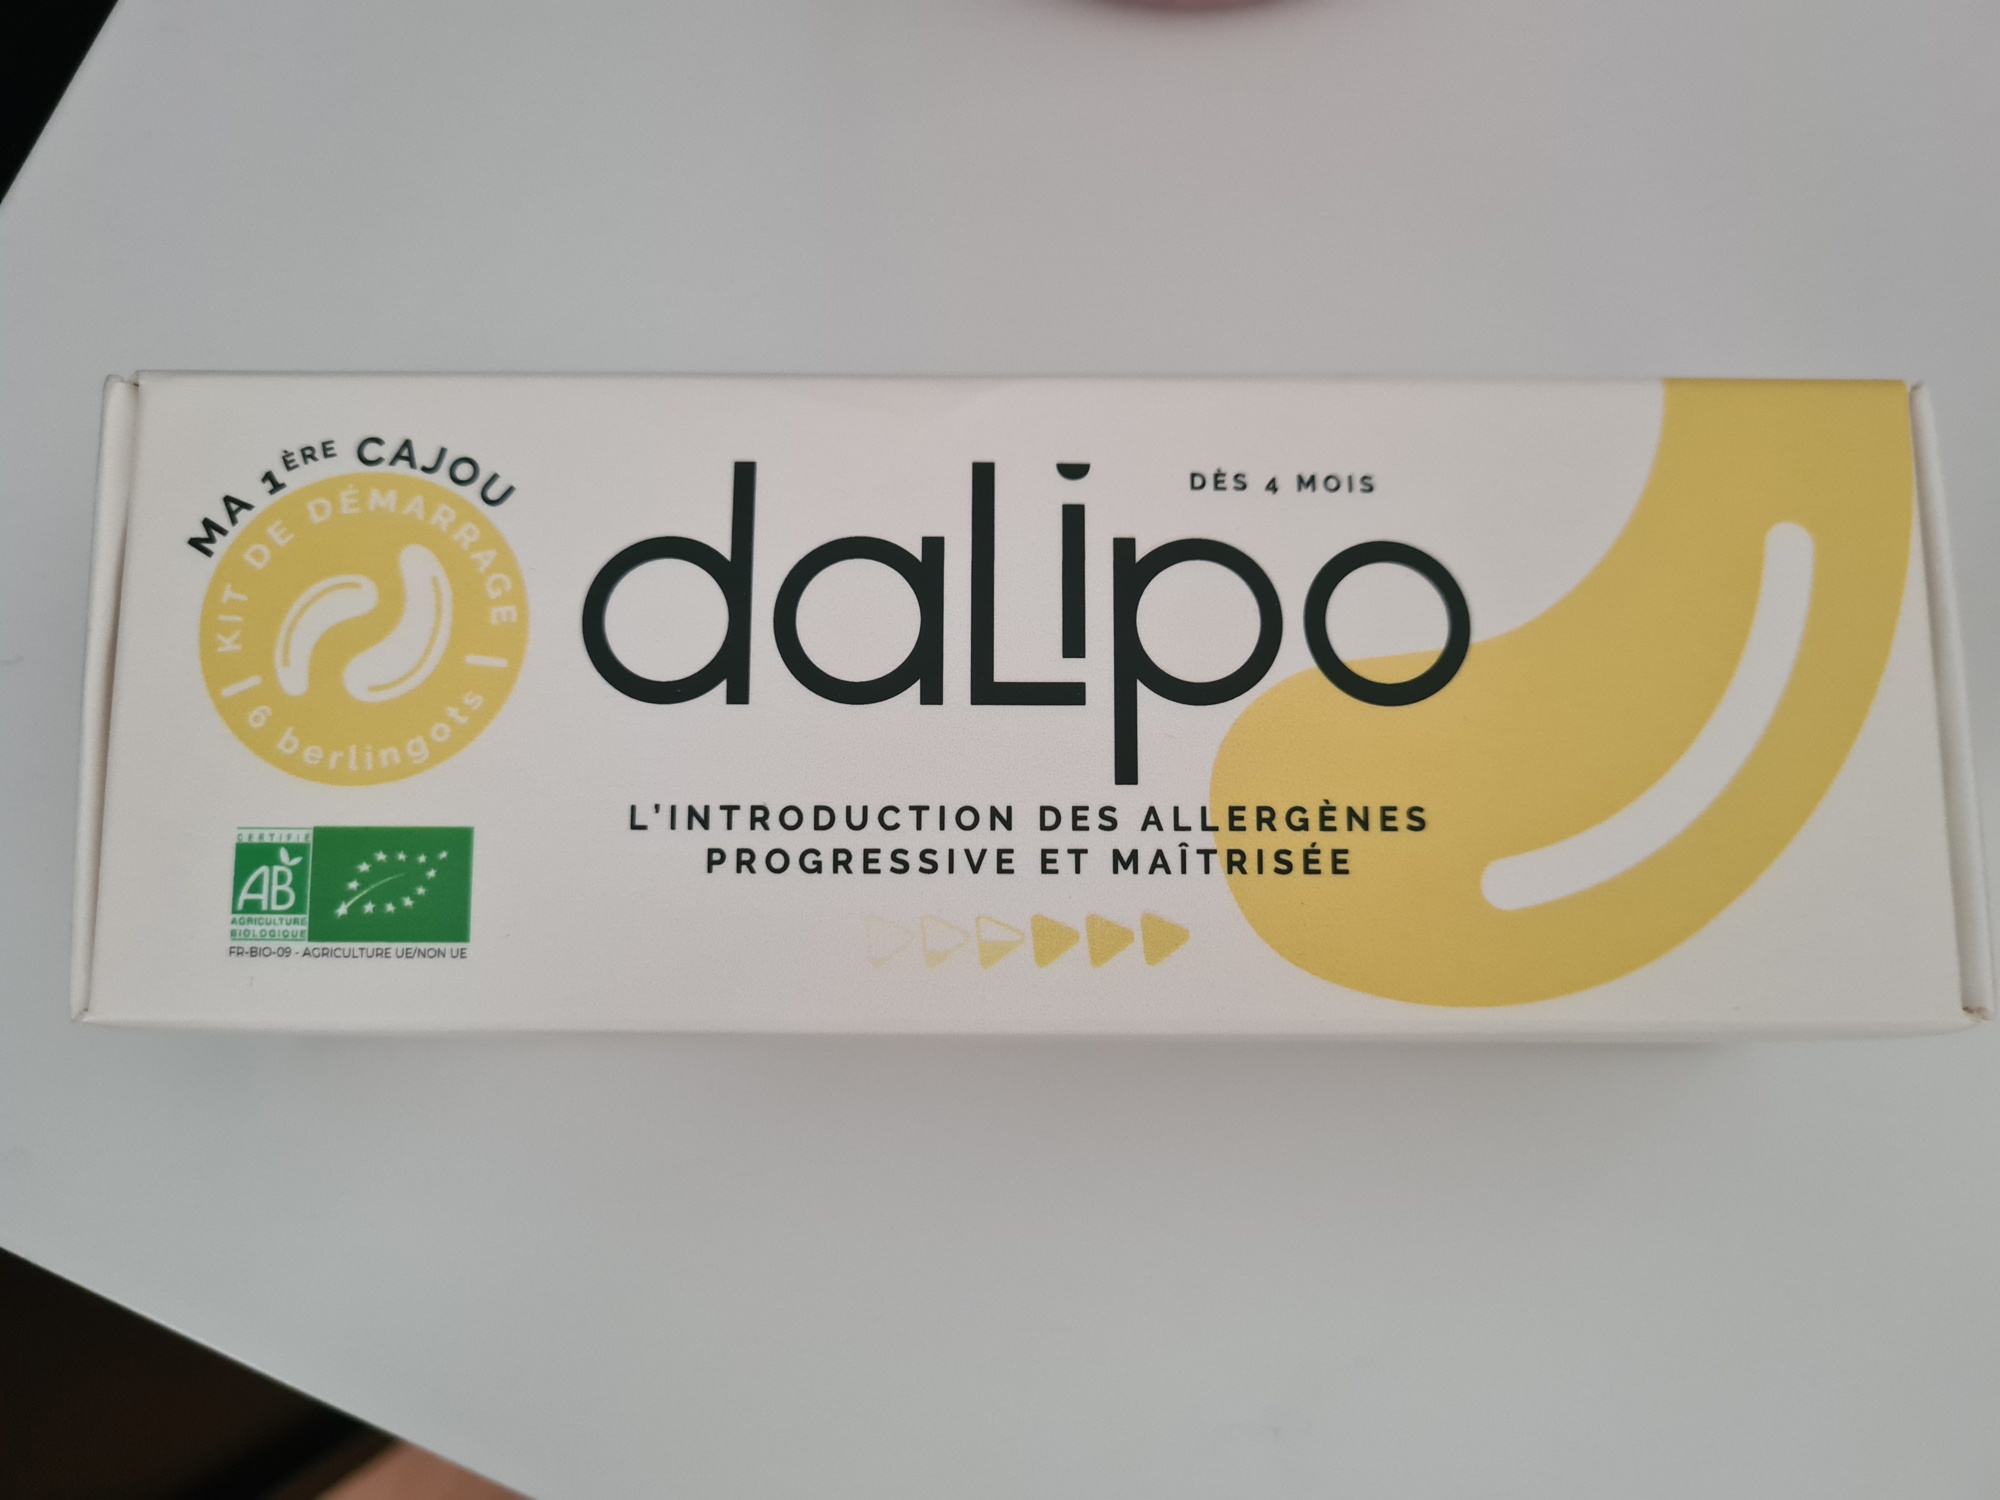 MA 1ÈRE CAJOU
KIT DE DÉMARRAGE
6 berlingots
CERTIFIÉ
AB
AGRICULTURE
BIOLOGIQUE
FR-BIO-09 - AGRICULTURE UE/NON UE
DÈS 4 MOIS
daLipo
L'INTRODUCTION DES ALLERGÈNES
PROGRESSIVE ET MAÎTRISÉE